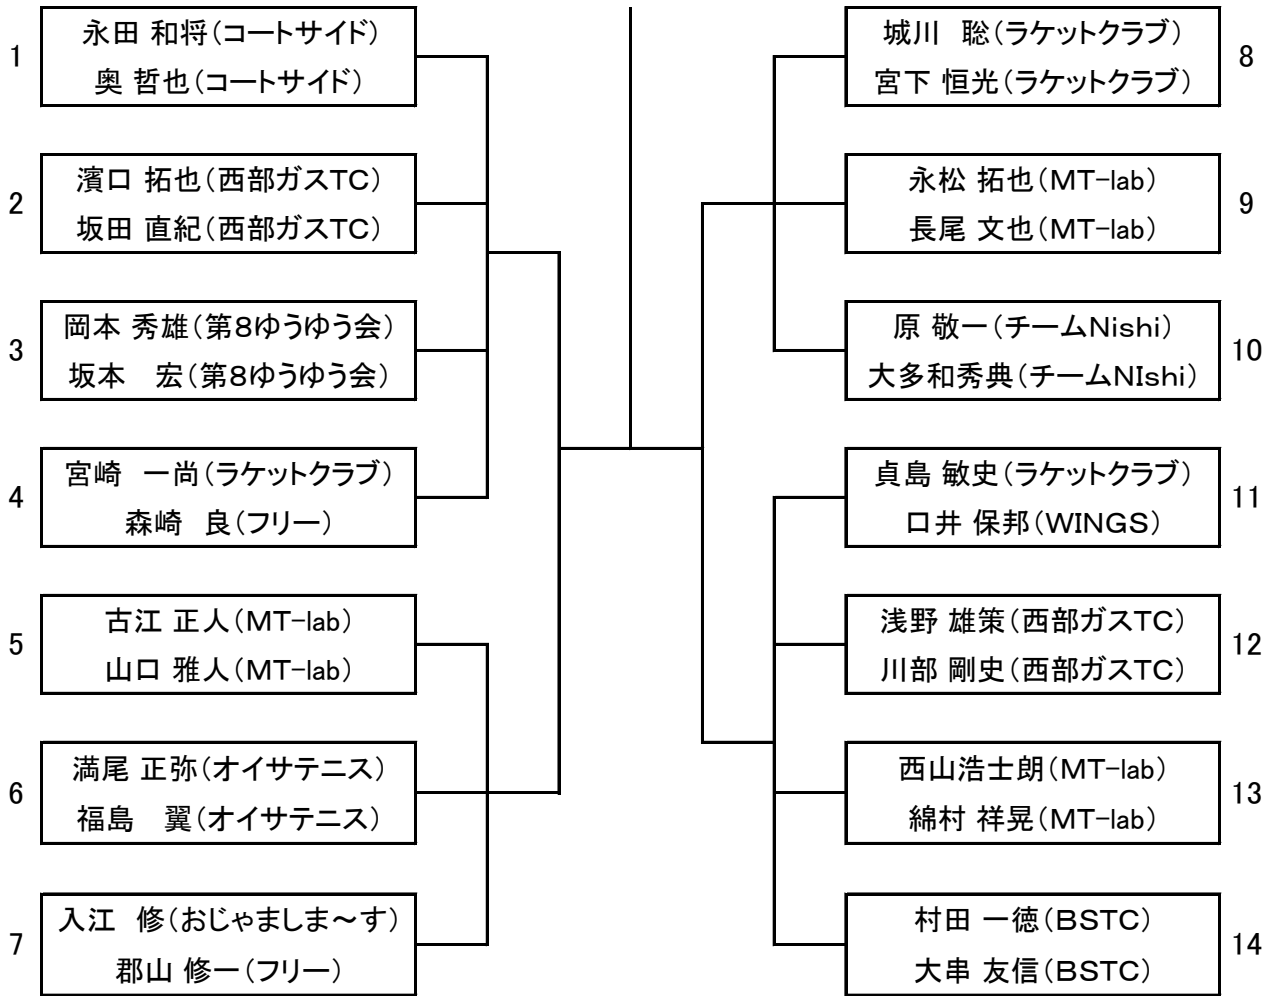 1
永田 和将(コートサイド)
奥 哲也(コートサイド)
2
濱口 拓也(西部ガスTC)
坂田 直紀(西部ガスTC)
3
岡本 秀雄(第8ゆうゆう会)
坂本　宏(第8ゆうゆう会)
4
宮崎　一尚(ラケットクラブ)
森崎　良(フリー)
5
古江 正人(MT-lab)
山口 雅人(MT-lab)
6
満尾 正弥(オイサテニス)
福島　翼(オイサテニス)
7
入江　修(おじゃましま～す)
郡山 修一(フリー)
城川　聡(ラケットクラブ)
宮下 恒光(ラケットクラブ)
8
永松 拓也(MT-lab)
長尾 文也(MT-lab)
9
原 敬一(チームNishi)
大多和秀典(チームNIshi)
10
貞島 敏史(ラケットクラブ)
口井 保邦(WINGS)
11
浅野 雄策(西部ガスTC)
川部 剛史(西部ガスTC)
12
西山浩士朗(MT-lab)
綿村 祥晃(MT-lab)
13
村田 一徳(BSTC)
大串 友信(BSTC)
14